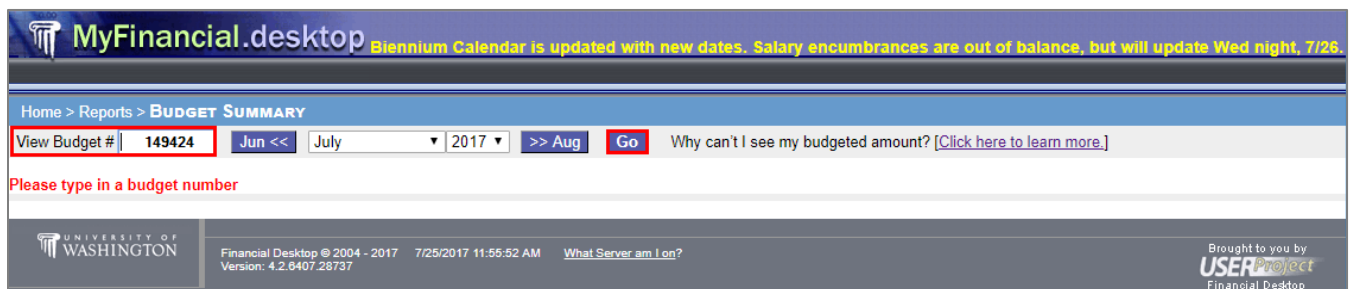 MyFinancial.desktop Biennium Calendar is updated with new dates. Salary encumbrances are out of balance, but will update Wed night, 7/26.
Home > Reports > BUDGET SUMMARY
View Budget # 149424 Jun << July 2017 >> Aug Go Why can't I see my budgeted amount? [Click here to learn more.]
Please type in a budget number
UNIVERSITY OF
WASHINGTON
Financial Desktop © 2004 - 2017 7/25/2017 11:55:52 AM What Server am I on?
Version: 4.2.6407.28737
Brought to you by
USER Project
Financial Desktop